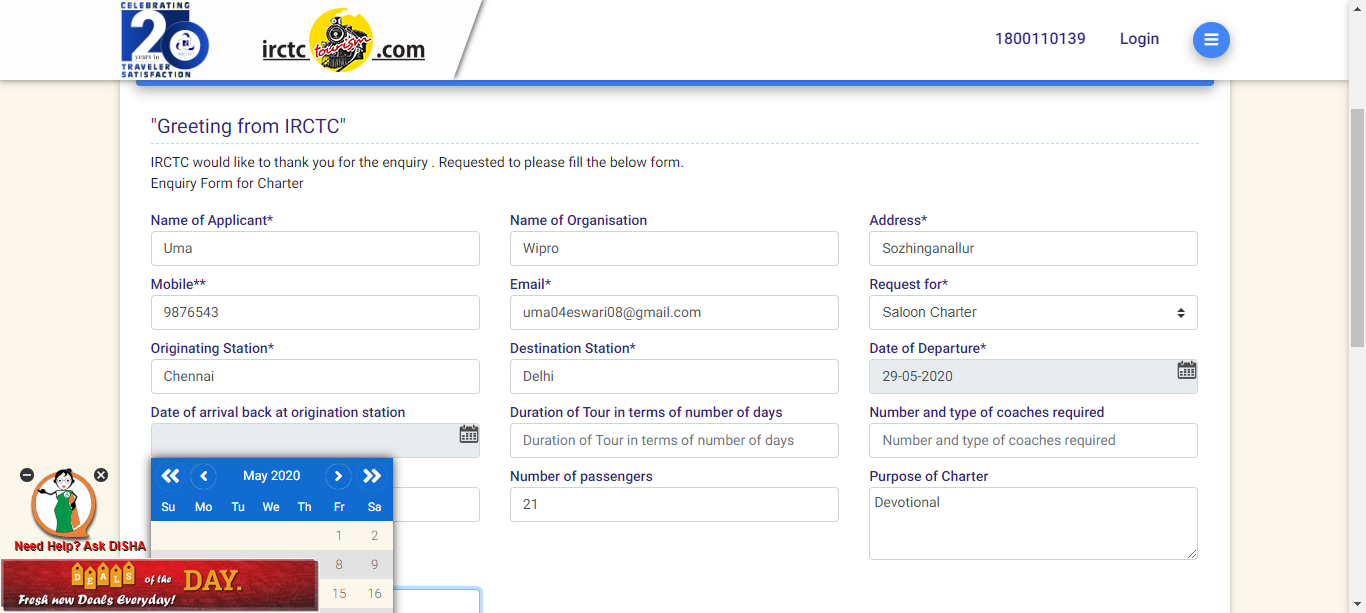 CELEBRATING
20
years in
TRAVELER
SATISFACTION
irctc tourism .com
1800110139
Login
"Greeting from IRCTC"
IRCTC would like to thank you for the enquiry . Requested to please fill the below form.
Enquiry Form for Charter
Name of Applicant*
Name of Organisation
Address*
Uma
Wipro
Sozhinganallur
Mobile**
Email*
Request for*
9876543
uma04eswari08@gmail.com
Saloon Charter
Originating Station*
Destination Station*
Date of Departure*
Chennai
Delhi
29-05-2020
Date of arrival back at origination station
Duration of Tour in terms of number of days
Number and type of coaches required
Duration of Tour in terms of number of days
Number and type of coaches required
May 2020
Su Mo Tu We Th Fr Sa
1 2
8 9
15 16
Number of passengers
Purpose of Charter
21
Devotional
Need Help? Ask DISHA
DEALS of the DAY.
Fresh new Deals Everyday!